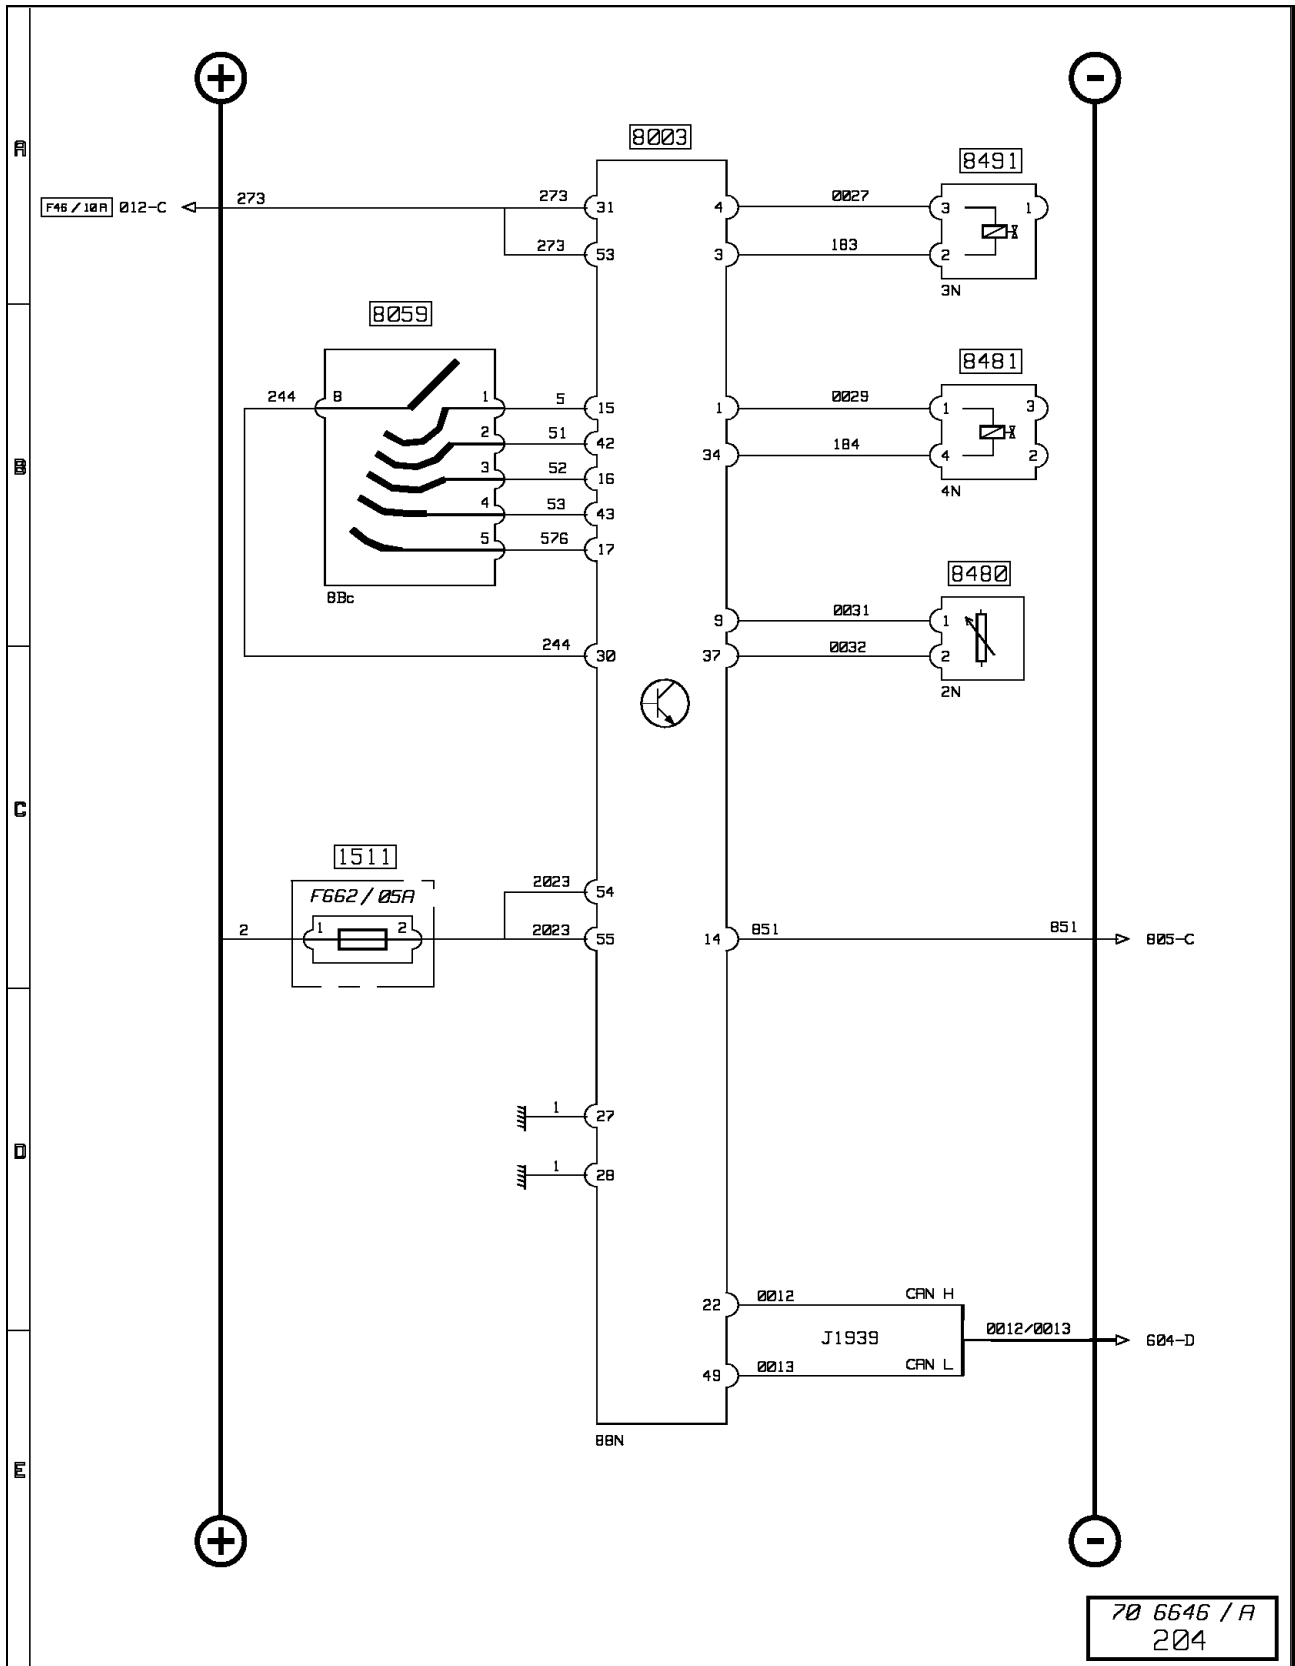 + -
8003
A
8491
F46 / 10A 012-C 273 273 31 4 0027 3 1
273 53 3 183 2
3N
8059
8481
244 8 1 5 15 1 0029 1 3
2 51 42
B
34 184 4 2
3 52 16
4N
4 53 43
5 576 17
8480
8Bc
9 0031 1
244 30 37 0032 2
2N
C
1511
F662 / 05A
2023 54
2 1 2 2023 55 14 851 851 805-C
1 27
D
1 28
22 0012 CAN H
0012/0013
J1939
604-D
49 0013 CAN L
88N
E
+ -
70 6646 / A
204